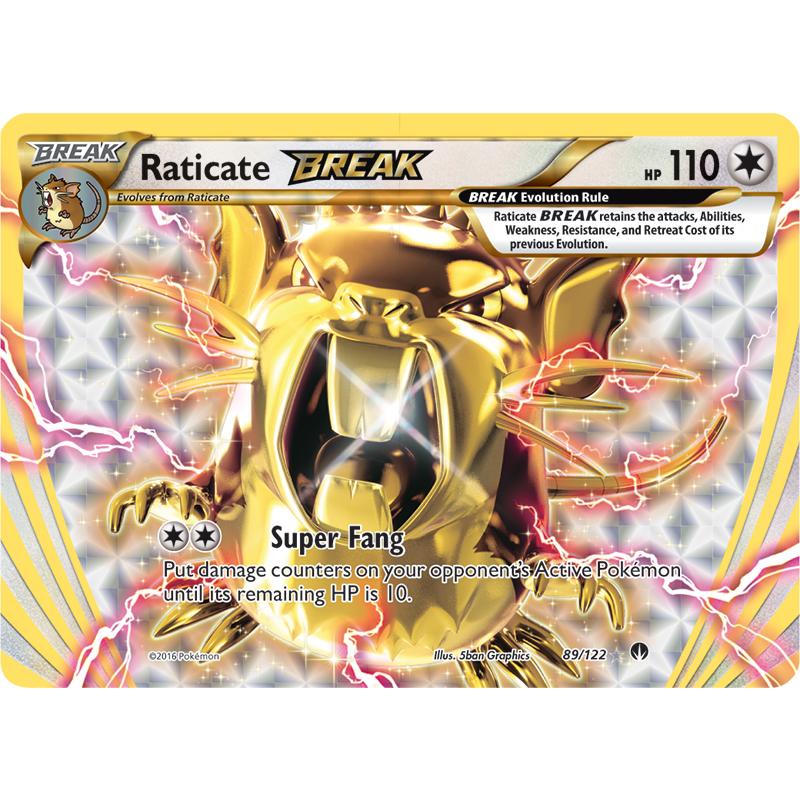 BREAK
Raticate BREAK
HP 110
Evolves from Raticate
BREAK Evolution Rule
Raticate BREAK retains the attacks, Abilities,
Weakness, Resistance, and Retreat Cost of its
previous Evolution.
Super Fang
Put damage counters on your opponent's Active Pokémon
until its remaining HP is 10.
©2016 Pokémon
Illus. 5ban Graphics
89/122